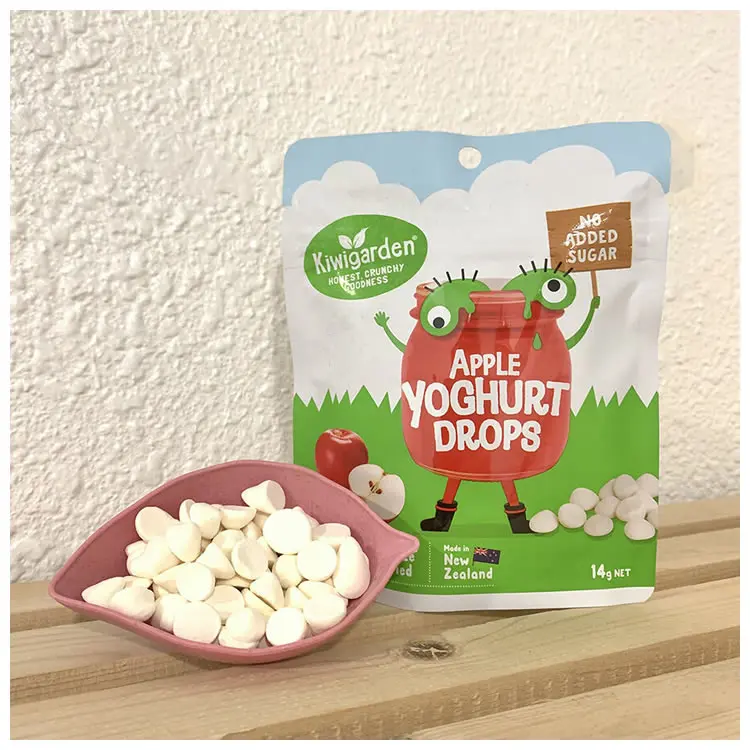 Kiwigarden®
HONEST, CRUNCHY
GOODNESS
NO
ADDED
SUGAR
APPLE
YOGHURT
DROPS
Made in
New
Zealand
14g NET